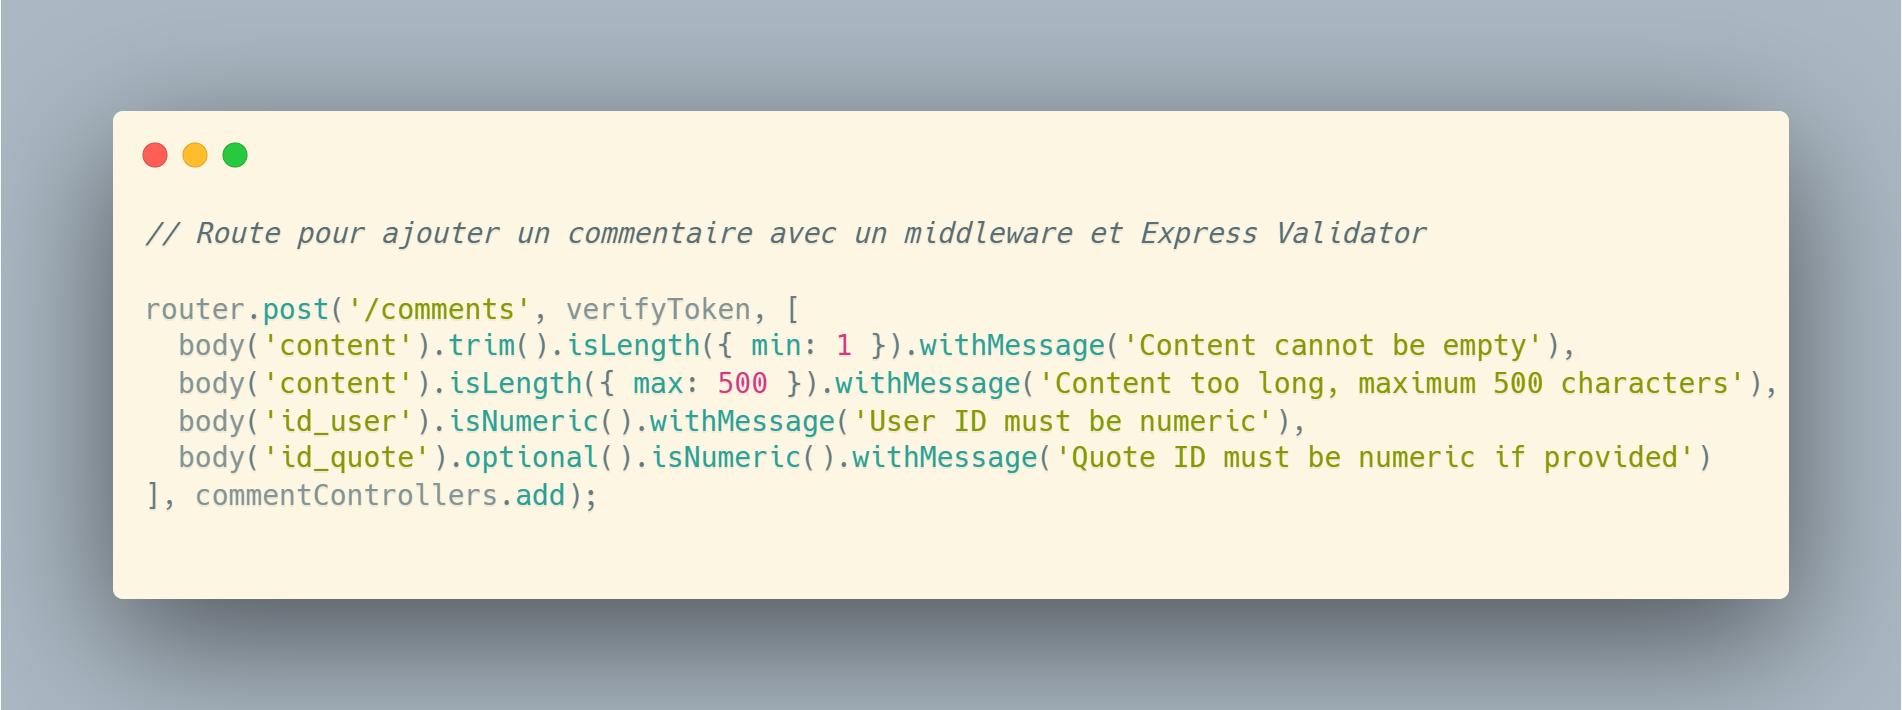 // Route pour ajouter un commentaire avec un middleware et Express Validator
router.post('/comments', verifyToken, [
  body('content').trim().isLength({ min: 1 }).withMessage('Content cannot be empty'),
  body('content').isLength({ max: 500 }).withMessage('Content too long, maximum 500 characters'),
  body('id_user').isNumeric().withMessage('User ID must be numeric'),
  body('id_quote').optional().isNumeric().withMessage('Quote ID must be numeric if provided')
], commentControllers.add);